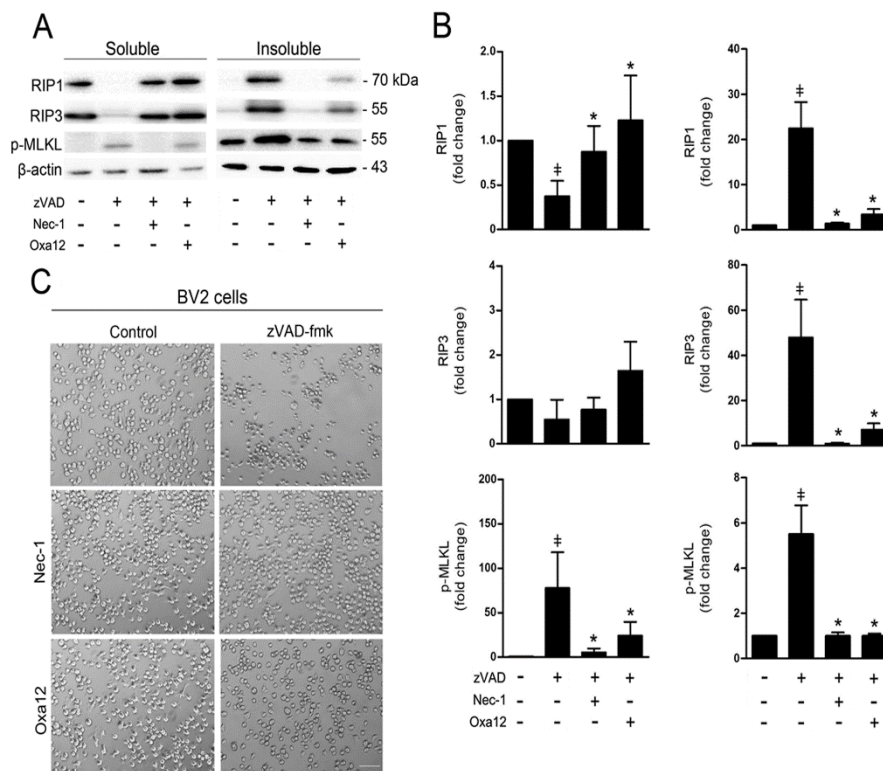 A
Soluble Insoluble
RIP1 - 70 kDa
RIP3 - 55
p-MLKL - 55
β-actin - 43
zVAD - + + + - + + +
Nec-1 - - + - - - + -
Oxa12 - - - + - - - +
B
RIP1
(fold change)
2.0
1.5
1.0
0.5
0.0
‡ * *
RIP1
(fold change)
40
30
20
10
0
‡ * *
RIP3
(fold change)
4
3
2
1
0
RIP3
(fold change)
80
60
40
20
0
‡ * *
p-MLKL
(fold change)
200
150
100
50
25
0
‡ * *
p-MLKL
(fold change)
8
6
4
2
0
‡ * *
zVAD - + + + - + + +
Nec-1 - - + - - - + -
Oxa12 - - - + - - - +
C
BV2 cells
Control zVAD-fmk
Nec-1
Oxa12